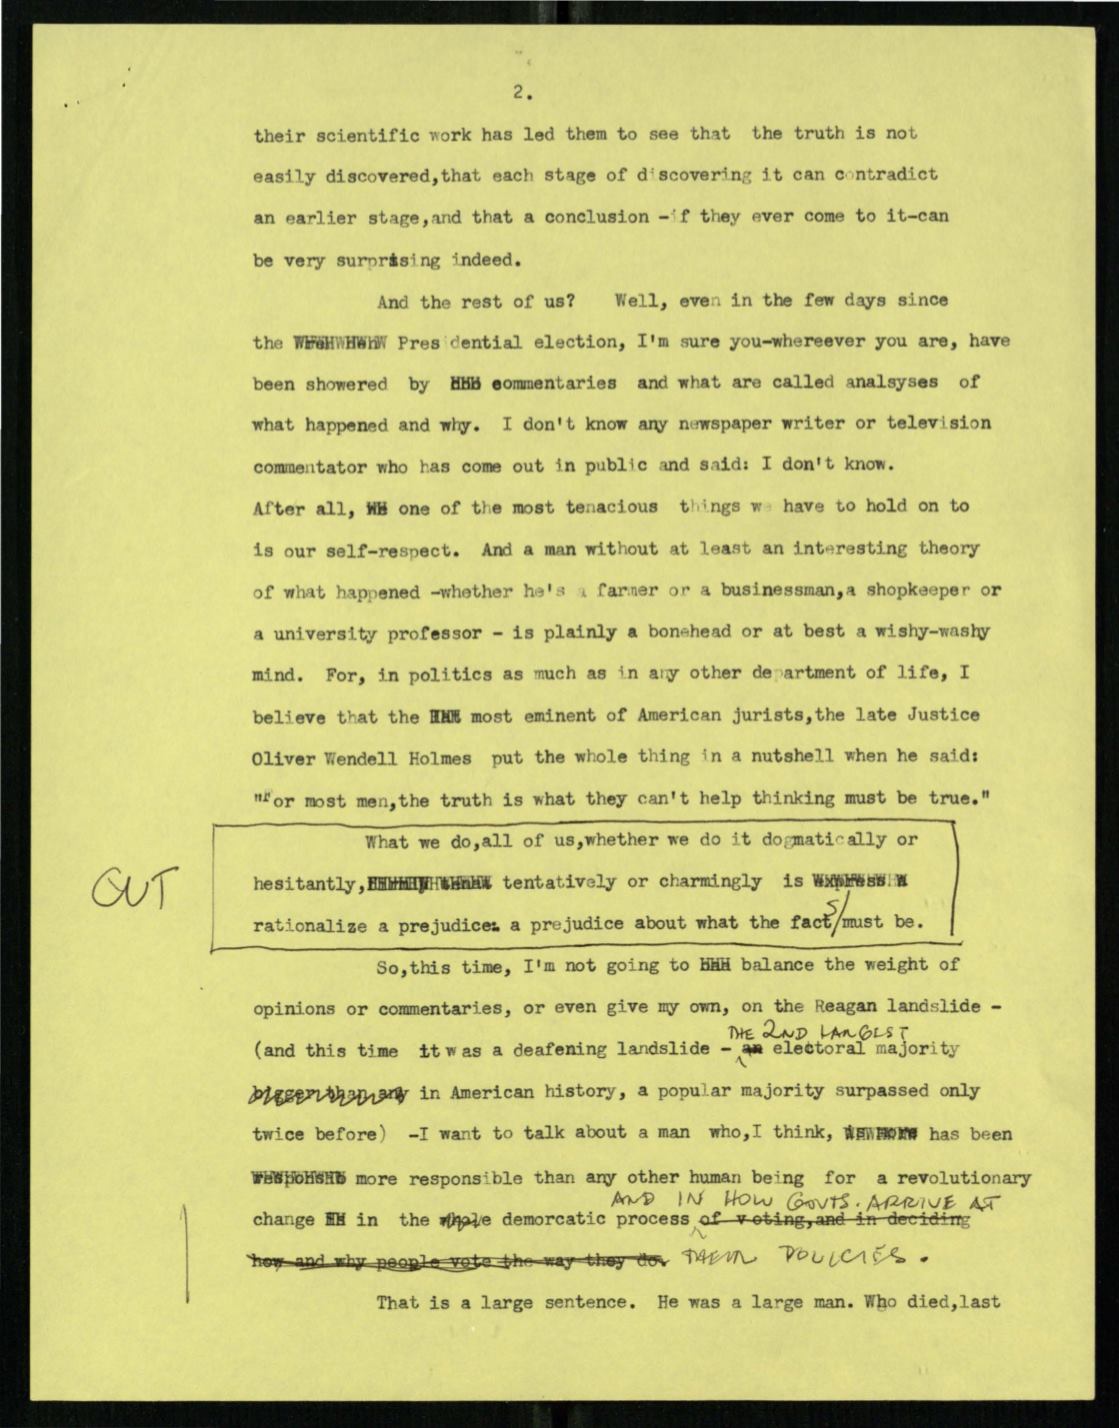 2.
their scientific work has led them to see that the truth is not
easily discovered,that each stage of discovering it can contradict
an earlier stage,and that a conclusion -if they ever come to it-can
be very surprising indeed.
And the rest of us? Well, even in the few days since
the Presidential election, I'm sure you-whereever you are, have
been showered by commentaries and what are called analsyses of
what happened and why. I don't know any newspaper writer or television
commentator who has come out in public and said: I don't know.
After all, one of the most tenacious things we have to hold on to
is our self-respect. And a man without at least an interesting theory
of what happened -whether he's a farmer or a businessman,a shopkeeper or
a university professor - is plainly a bonehead or at best a wishy-washy
mind. For, in politics as much as in any other department of life, I
believe that the most eminent of American jurists,the late Justice
Oliver Wendell Holmes put the whole thing in a nutshell when he said:
"For most men,the truth is what they can't help thinking must be true."
What we do,all of us,whether we do it dogmatically or
CUT hesitantly, tentatively or charmingly is
rationalize a prejudice: a prejudice about what the facts/must be.
So,this time, I'm not going to balance the weight of
opinions or commentaries, or even give my own, on the Reagan landslide -
THE 2ND LARGEST
(and this time it was a deafening landslide - an electoral majority
bigger than any in American history, a popular majority surpassed only
twice before) -I want to talk about a man who,I think, has been
more responsible than any other human being for a revolutionary
AND IN HOW GOVTS. ARRIVE AT
change in the whole demorcatic process of voting,and in deciding
how and why people vote the way they do. THEIR POLICIES.
That is a large sentence. He was a large man. Who died,last